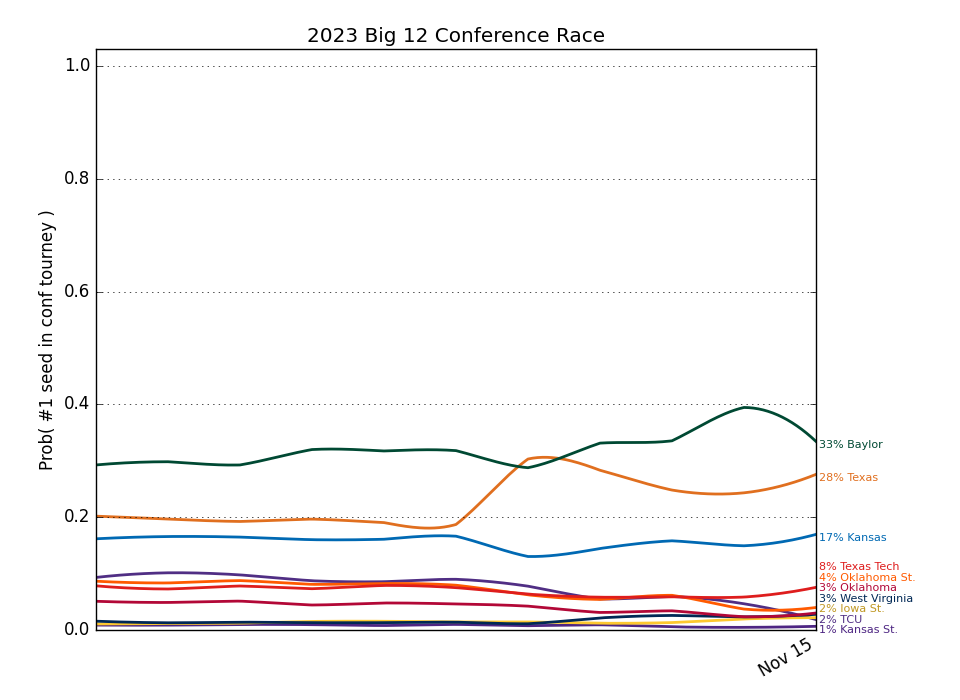 2023 Big 12 Conference Race
Prob( #1 seed in conf tourney )
1.0
0.8
0.6
0.4
0.2
0.0
33% Baylor
28% Texas
17% Kansas
8% Texas Tech
4% Oklahoma St.
3% Oklahoma
3% West Virginia
2% Iowa St.
2% TCU
1% Kansas St.
Nov 15